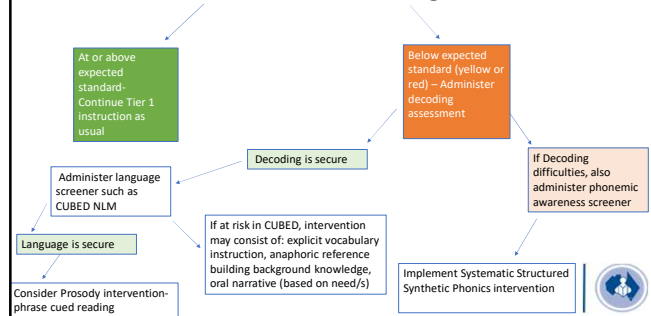 At or above
expected
standard-
Continue Tier 1
instruction as
usual
Below expected
standard (yellow or
red) – Administer
decoding
assessment
Decoding is secure
If Decoding
difficulties, also
administer phonemic
awareness screener
Administer language
screener such as
CUBED NLM
If at risk in CUBED, intervention
may consist of: explicit vocabulary
instruction, anaphoric reference
building background knowledge,
oral narrative (based on need/s)
Language is secure
Implement Systematic Structured
Synthetic Phonics intervention
Consider Prosody intervention-
phrase cued reading